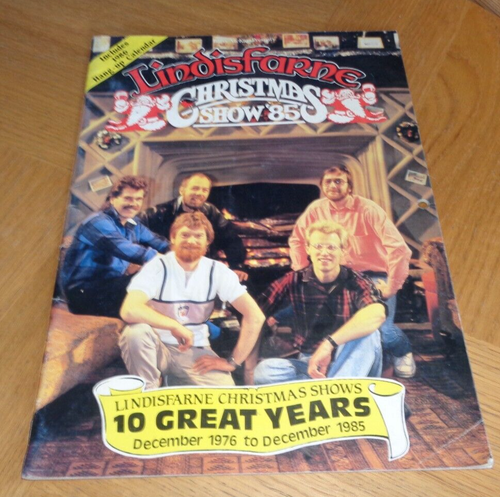 Includes
1986
Hang up Calendar
Lindisfarne
CHRISTMAS
SHOW '85
LINDISFARNE CHRISTMAS SHOWS
10 GREAT YEARS
December 1976 to December 1985